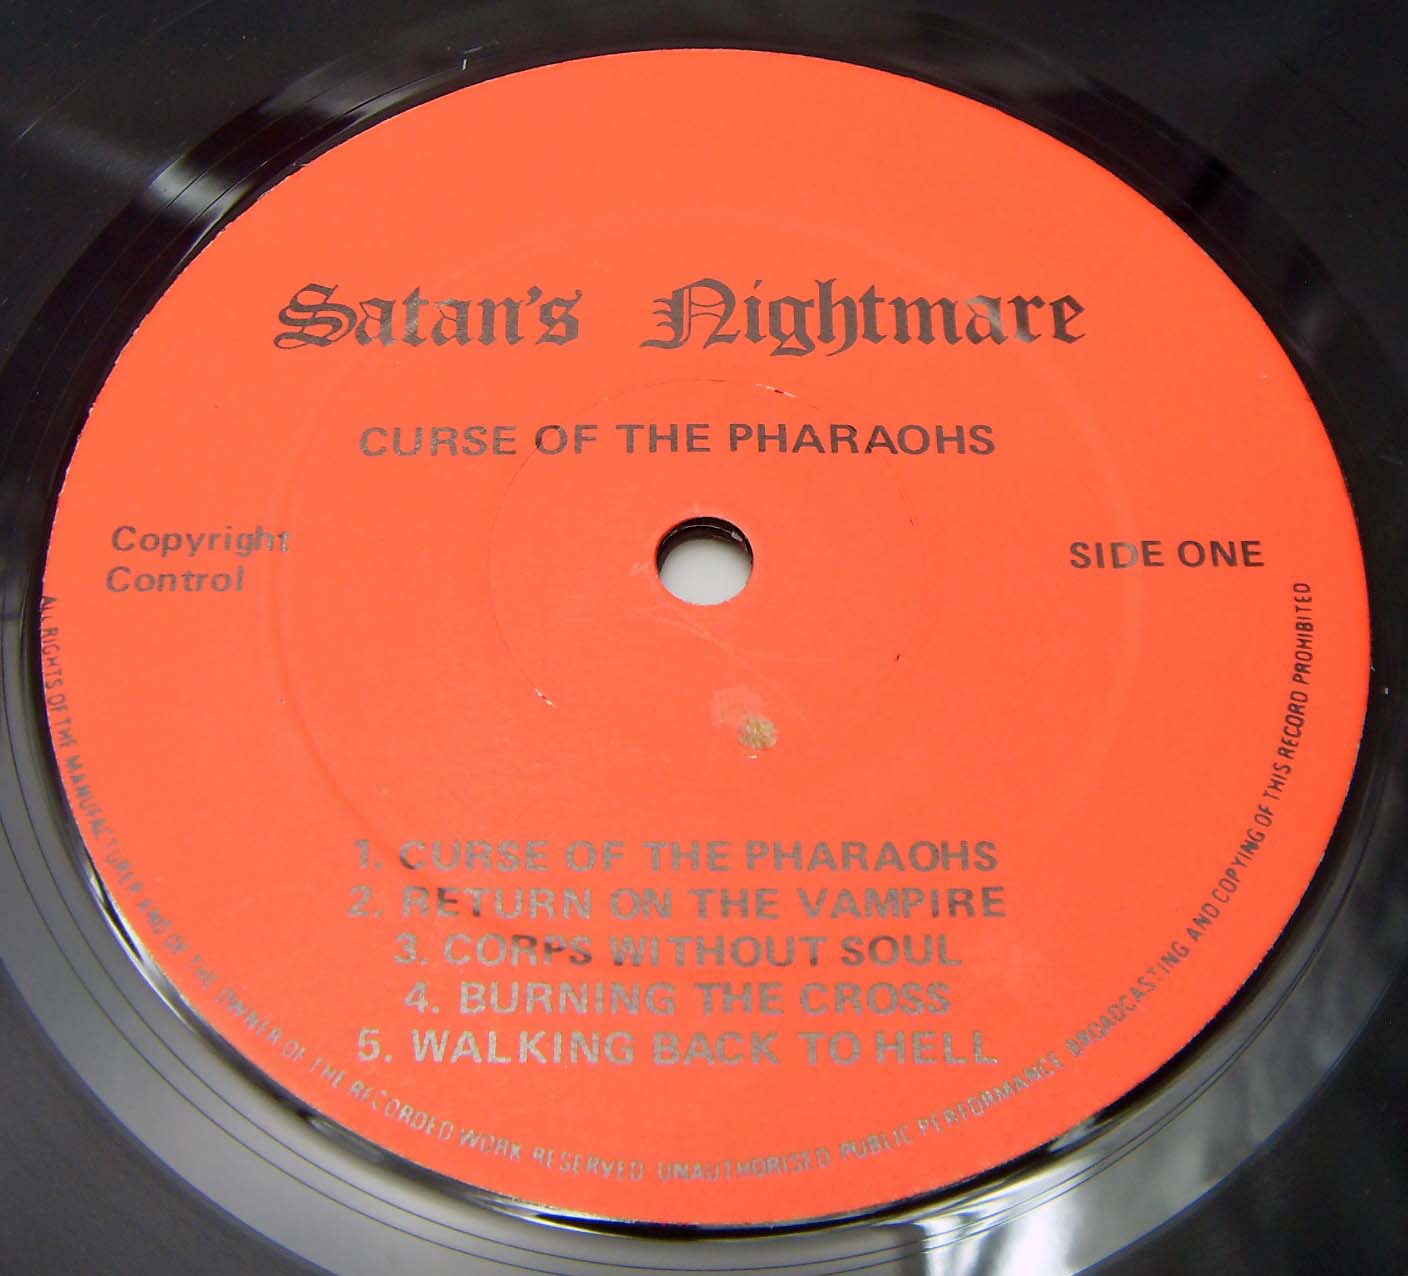 Satan's Nightmare
CURSE OF THE PHARAOHS
Copyright
Control
SIDE ONE
1. CURSE OF THE PHARAOHS
2. RETURN ON THE VAMPIRE
3. CORPS WITHOUT SOUL
4. BURNING THE CROSS
5. WALKING BACK TO HELL
ALL RIGHTS OF THE MANUFACTURER AND OF THE OWNER OF THE RECORDED WORK RESERVED UNAUTHORISED PUBLIC PERFORMANCE BROADCASTING AND COPYING OF THIS RECORD PROHIBITED